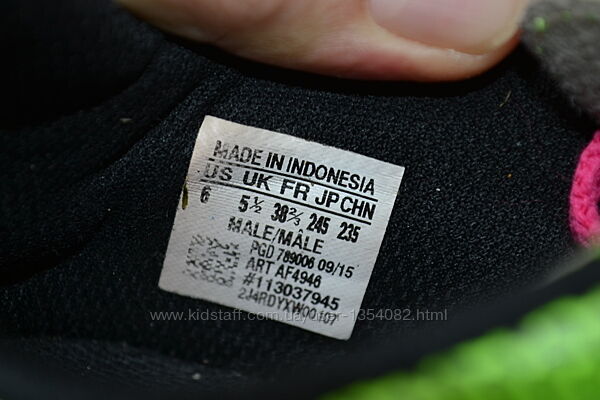 MADE IN INDONESIA
US UK FR JP CHN
6 5½ 38⅔ 245 235
MALE/MÂLE
PGD 789006 09/15
ART AF4946
#113037945
www.kidstaff.com.ua/tiler-1354082.html